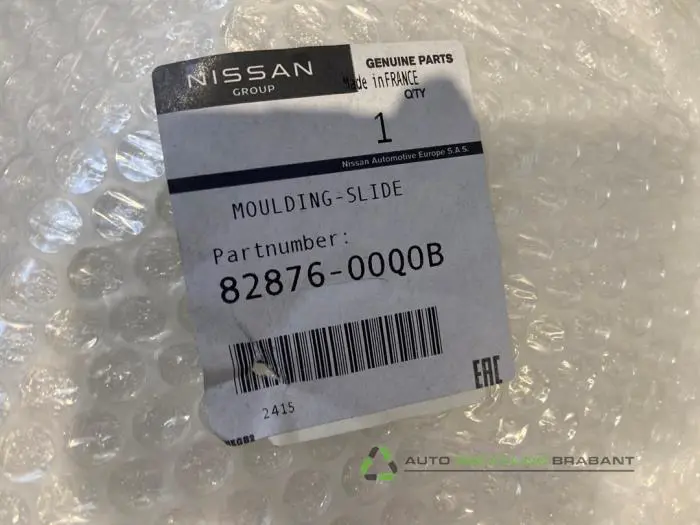 NISSAN
GROUP
GENUINE PARTS
Made in FRANCE
QTY
1
Nissan Automotive Europe S.A.S.
MOULDING-SLIDE
Partnumber:
82876-00Q0B
2415
EAC
AUTO RECYCLING BRABANT